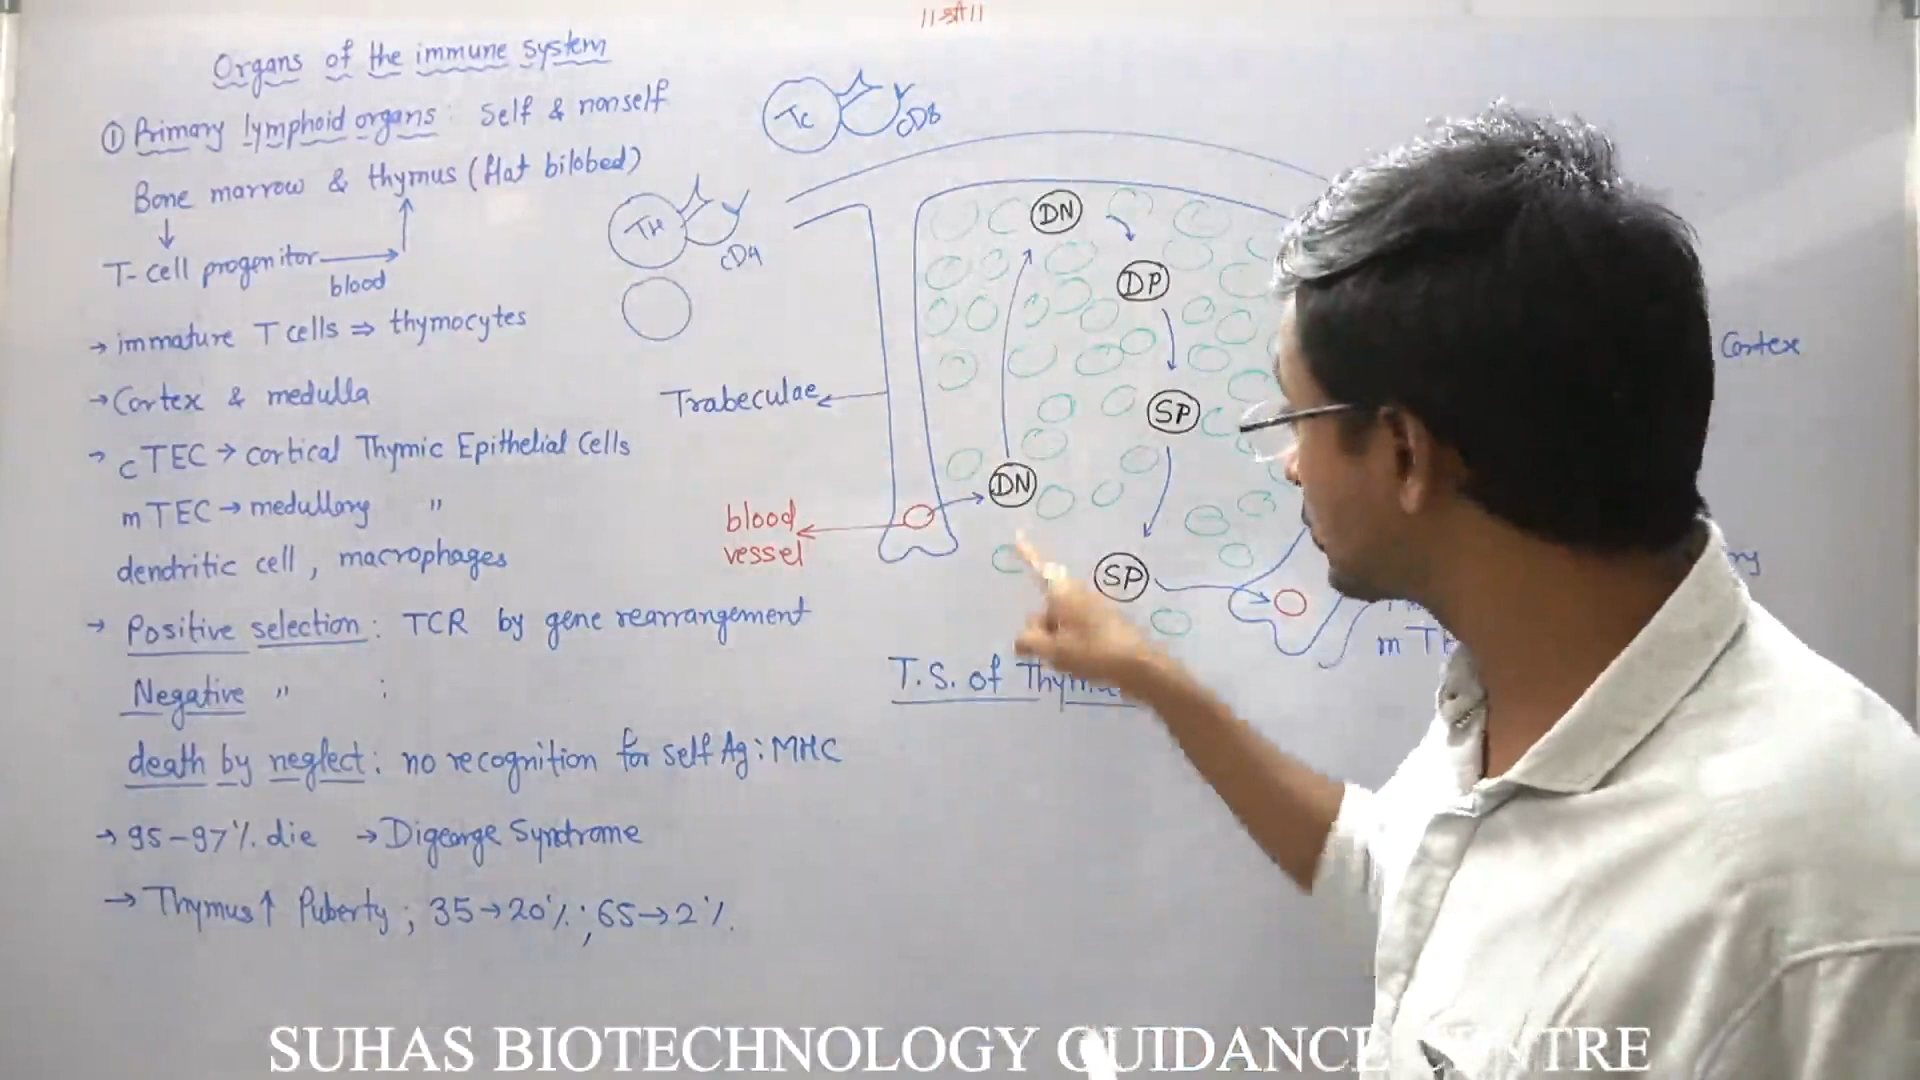 ॥ श्री ॥
Organs of the immune system
① Primary lymphoid organs : Self & nonself
Bone marrow & thymus (flat bilobed)
T-cell progenitor
blood
→ immature T cells ⇒ thymocytes
→ Cortex & medulla
→ cTEC → cortical Thymic Epithelial Cells
mTEC → medullory "
dendritic cell , macrophages
→ Positive selection : TCR by gene rearrangement
Negative " :
death by neglect : no recognition for self Ag : MHC
→ 95-97% die → Digeorge Syndrome
→ Thymus ↑ Puberty ; 35 → 20% ; 65 → 2%.
Tc
CD8
TH
CD4
DN
DP
SP
DN
SP
Trabeculae
blood
vessel
Cortex
T.S. of
SUHAS BIOTECHNOLOGY GUIDANCE